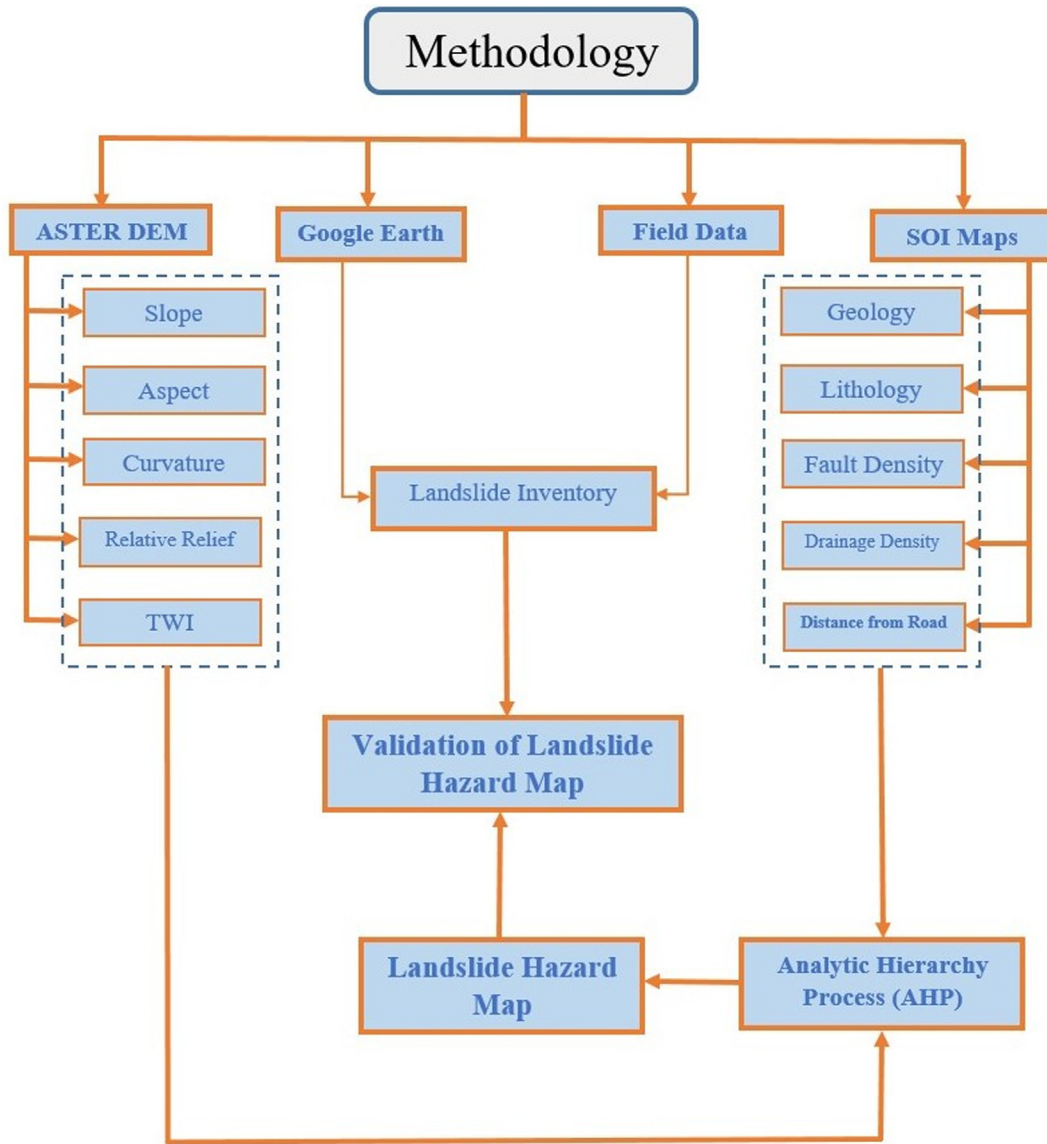 Methodology
ASTER DEM
Google Earth
Field Data
SOI Maps
Slope
Aspect
Curvature
Relative Relief
TWI
Geology
Lithology
Fault Density
Drainage Density
Distance from Road
Landslide Inventory
Validation of Landslide
Hazard Map
Landslide Hazard
Map
Analytic Hierarchy
Process (AHP)